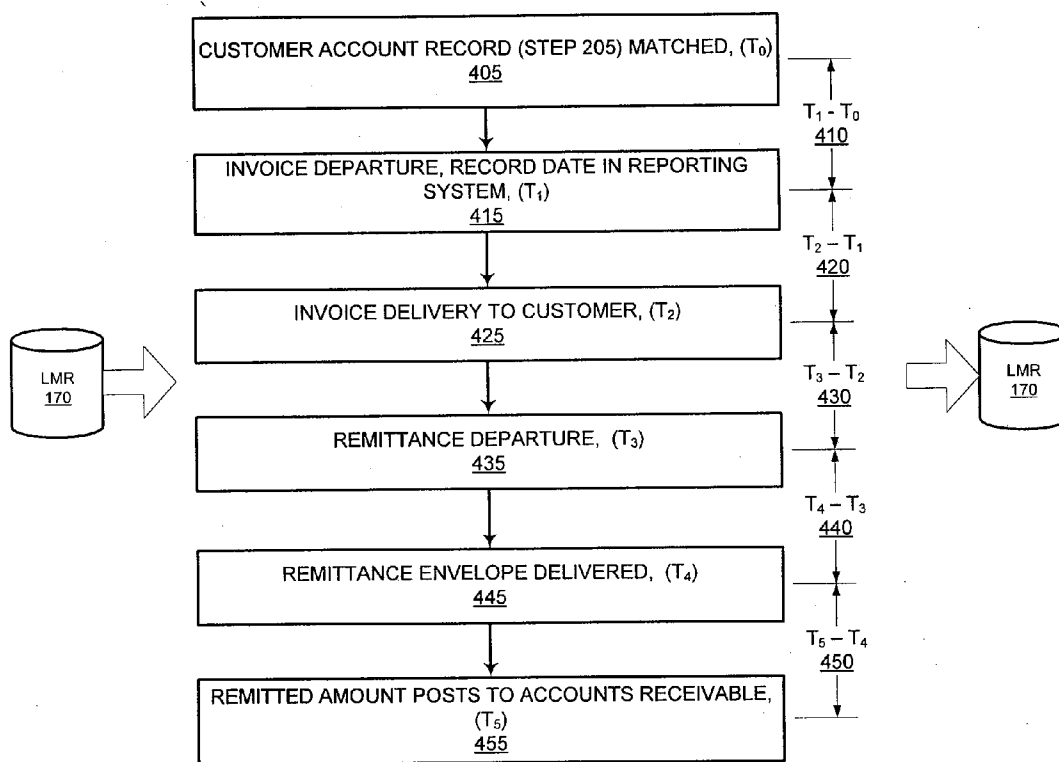 CUSTOMER ACCOUNT RECORD (STEP 205) MATCHED, (T₀)
405
T₁ - T₀
410
INVOICE DEPARTURE, RECORD DATE IN REPORTING
SYSTEM, (T₁)
415
T₂ – T₁
420
INVOICE DELIVERY TO CUSTOMER, (T₂)
425
LMR
170
T₃ – T₂
430
LMR
170
REMITTANCE DEPARTURE, (T₃)
435
T₄ – T₃
440
REMITTANCE ENVELOPE DELIVERED, (T₄)
445
T₅ – T₄
450
REMITTED AMOUNT POSTS TO ACCOUNTS RECEIVABLE,
(T₅)
455